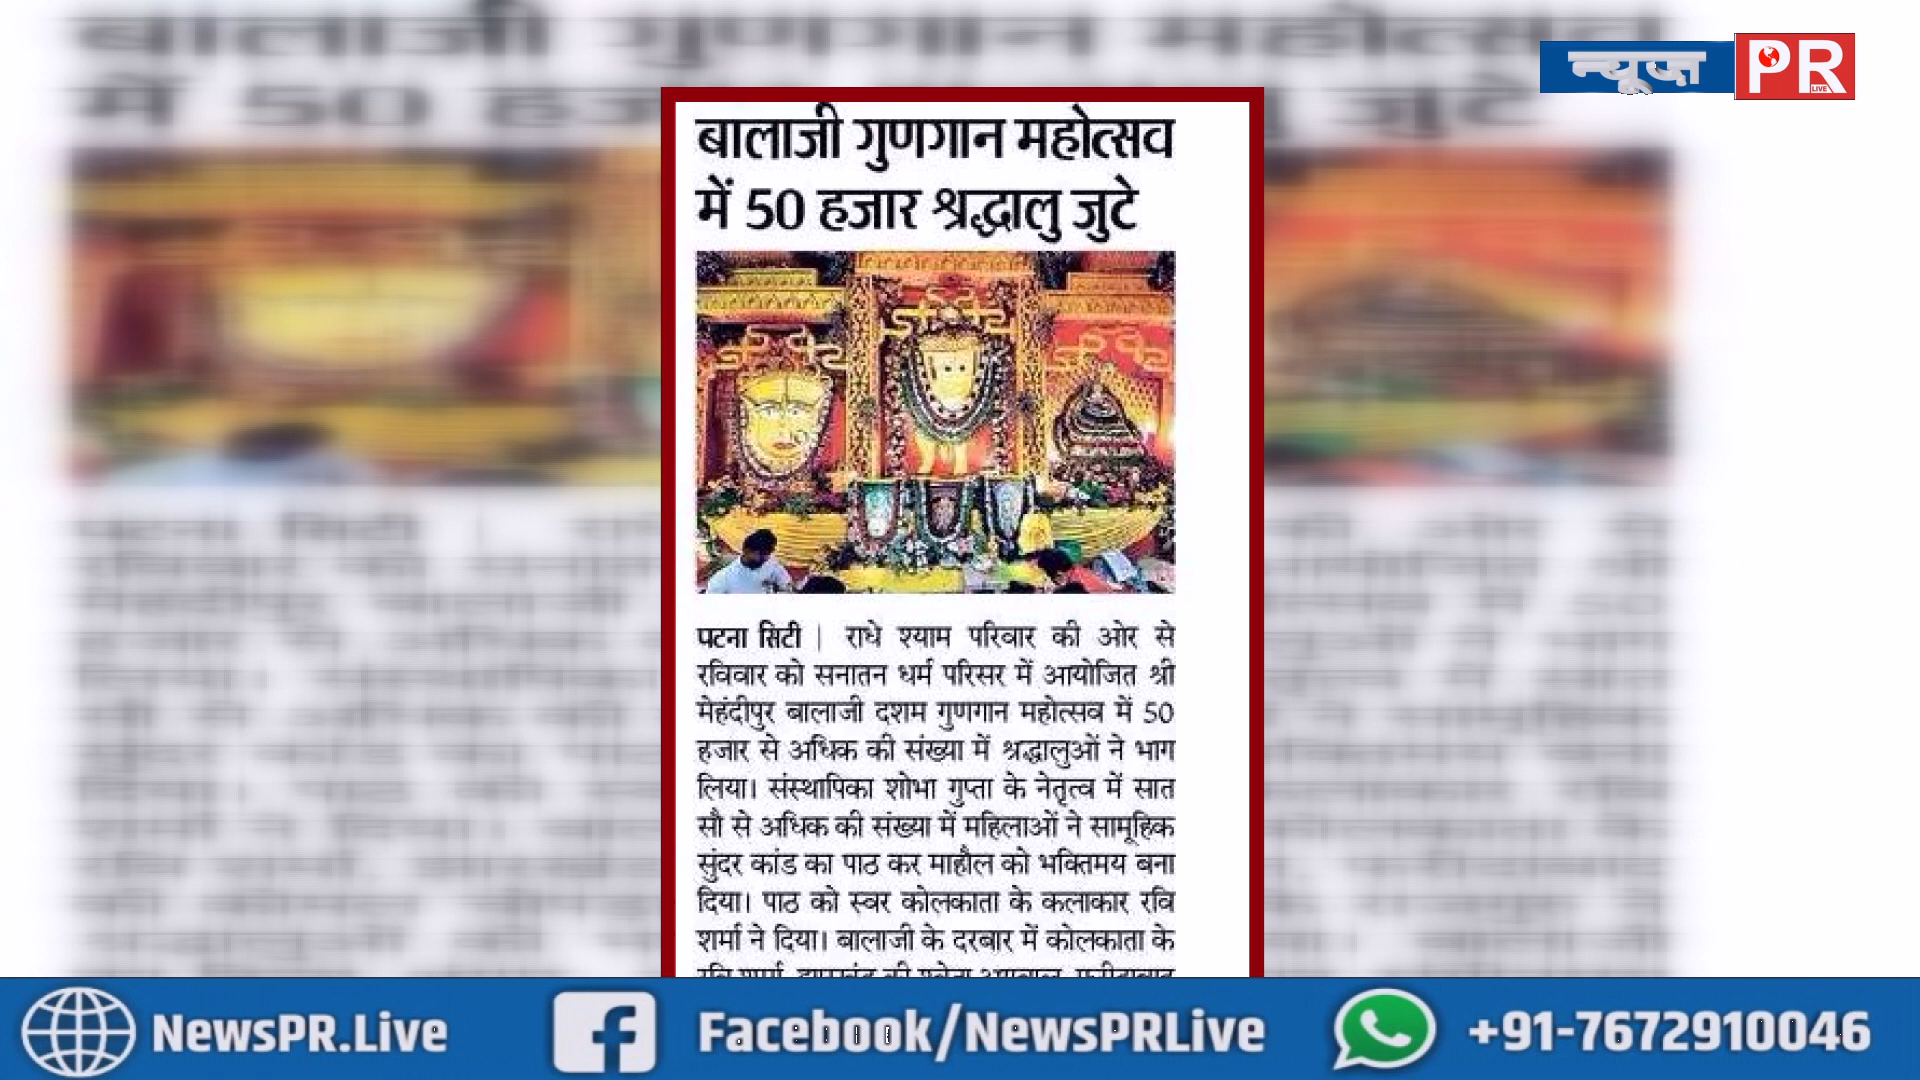 न्यूज़ PR
LIVE
बालाजी गुणगान महोत्सव
में 50 हजार श्रद्धालु जुटे
पटना सिटी | राधे श्याम परिवार की ओर से
रविवार को सनातन धर्म परिसर में आयोजित श्री
मेहंदीपुर बालाजी दशम गुणगान महोत्सव में 50
हजार से अधिक की संख्या में श्रद्धालुओं ने भाग
लिया। संस्थापिका शोभा गुप्ता के नेतृत्व में सात
सौ से अधिक की संख्या में महिलाओं ने सामूहिक
सुंदर कांड का पाठ कर माहौल को भक्तिमय बना
दिया। पाठ को स्वर कोलकाता के कलाकार रवि
शर्मा ने दिया। बालाजी के दरबार में कोलकाता के
NewsPR.Live
Facebook/NewsPRLive
+91-7672910046